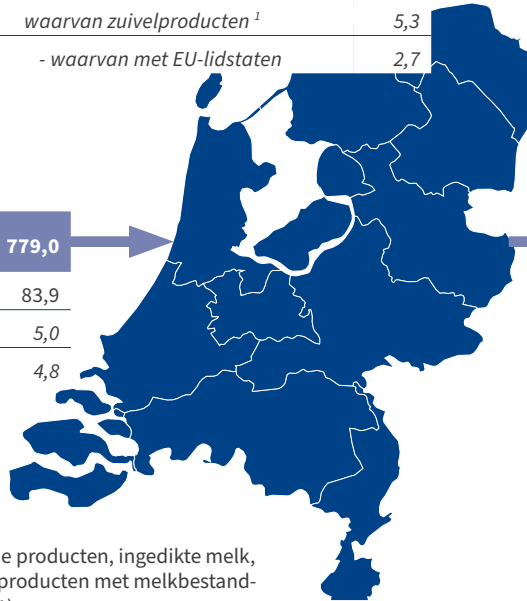 waarvan zuivelproducten ¹ 5,3
- waarvan met EU-lidstaten 2,7
779,0
83,9
5,0
4,8
e producten, ingedikte melk,
producten met melkbestand-